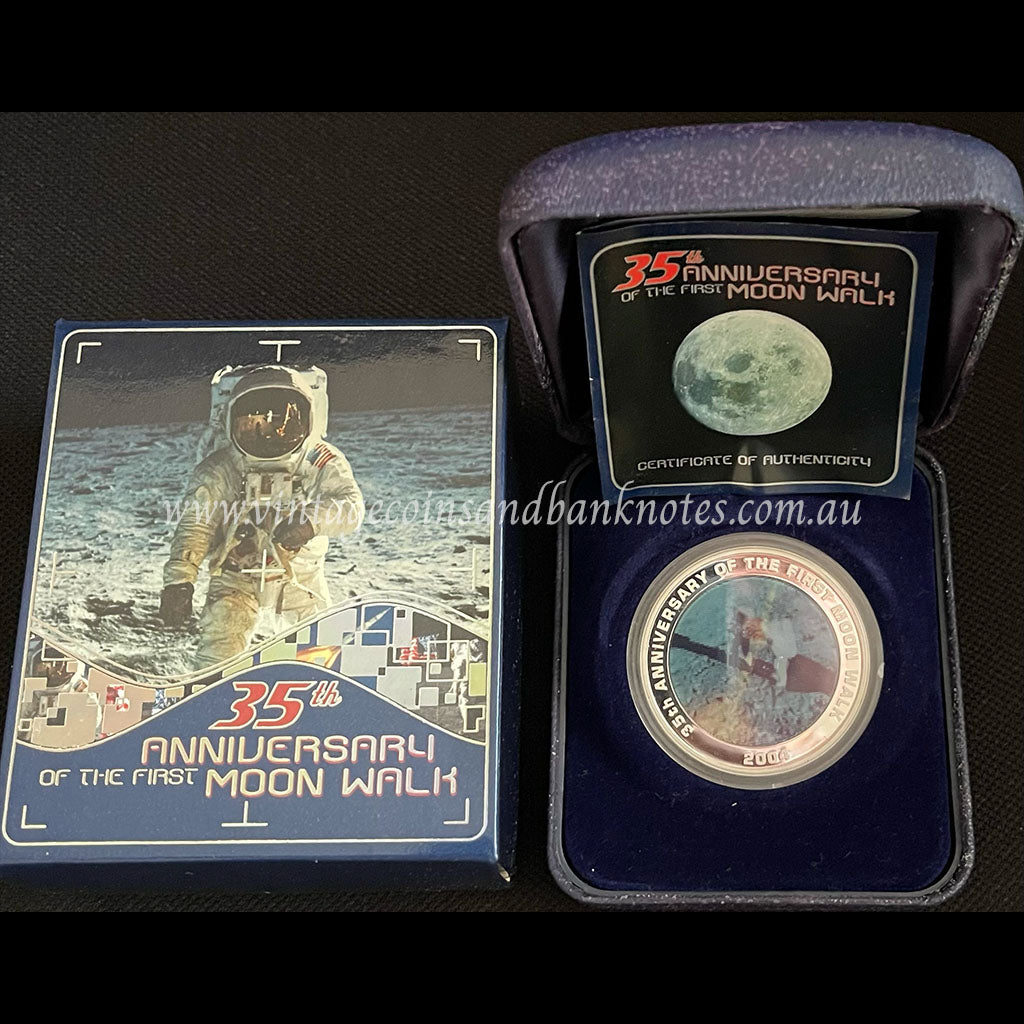 35th ANNIVERSARY
OF THE FIRST MOON WALK
CERTIFICATE OF AUTHENTICITY
www.vintagecoinsandbanknotes.com.au
35th ANNIVERSARY OF THE FIRST MOON WALK
2004
35th
ANNIVERSARY
OF THE FIRST MOON WALK